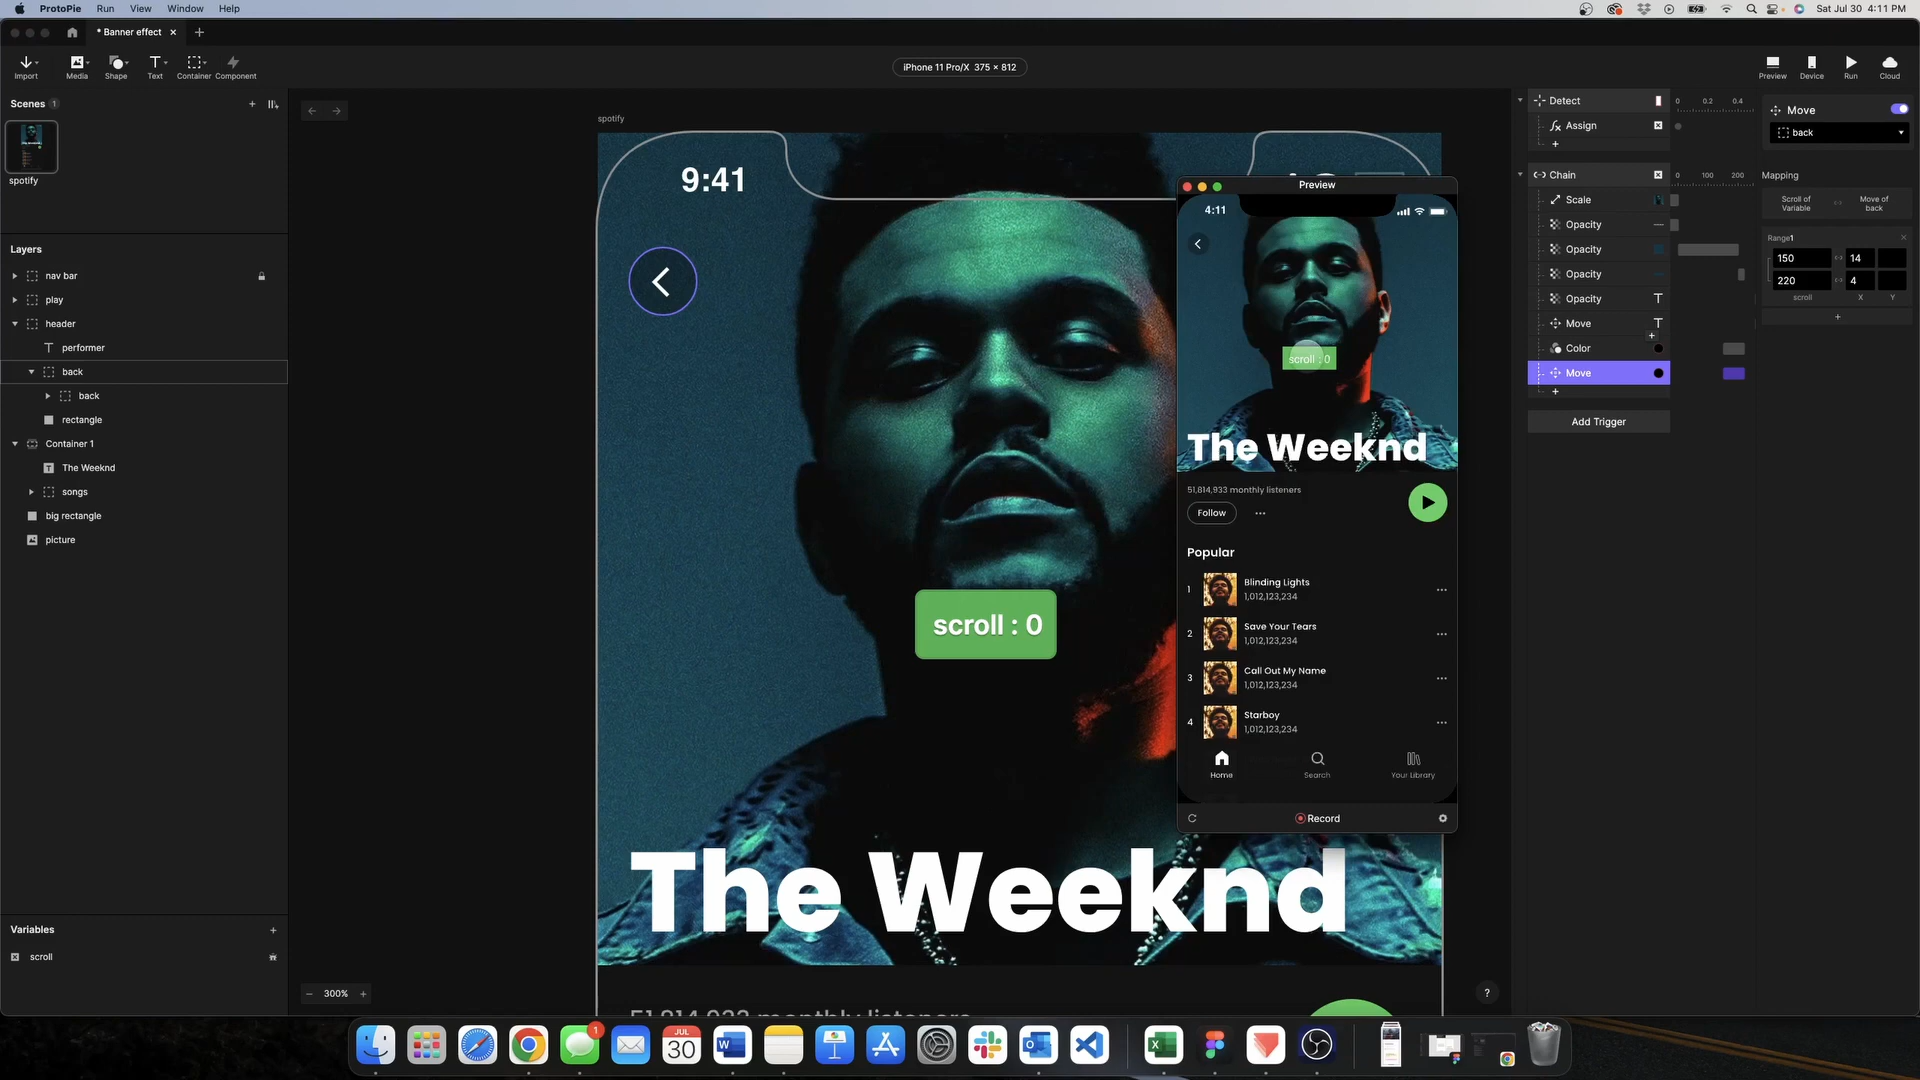 ProtoPie Run View Window Help
Sat Jul 30 4:11 PM
* Banner effect
Import
Media
Shape
Text
Container
Component
iPhone 11 Pro/X 375 × 812
Preview
Device
Run
Cloud
Scenes 1
spotify
Layers
nav bar
play
header
performer
back
back
rectangle
Container 1
The Weeknd
songs
big rectangle
picture
Variables
scroll
300%
spotify
9:41
scroll : 0
The Weeknd
51,814,933 monthly listeners
Preview
4:11
scroll : 0
The Weeknd
51,814,933 monthly listeners
Follow
Popular
1
Blinding Lights
1,012,123,234
2
Save Your Tears
1,012,123,234
3
Call Out My Name
1,012,123,234
4
Starboy
1,012,123,234
Home
Search
Your Library
Record
?
Detect
0 0.2 0.4
Assign
Chain
0 100 200
Scale
Opacity
Opacity
Opacity
Opacity
Move
Color
Move
Add Trigger
Move
back
Mapping
Scroll of
Variable
Move of
back
Range1
150 14
220 4
scroll X Y
1
JUL
30